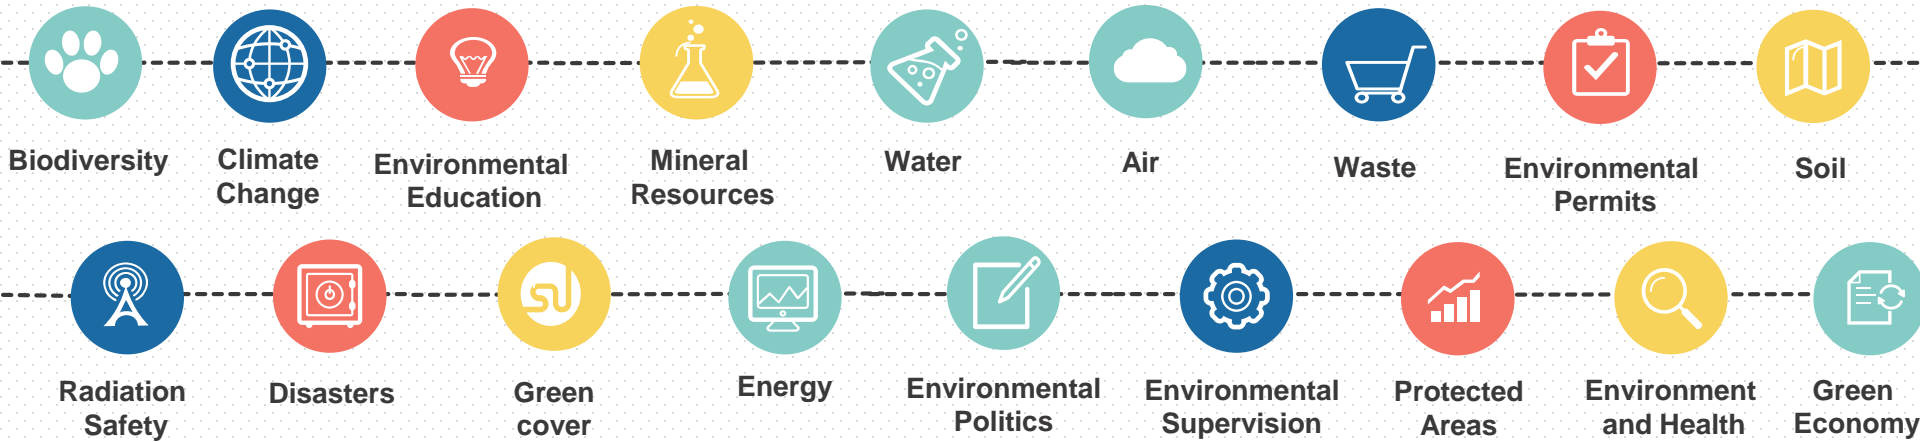 Biodiversity
Climate
Change
Environmental
Education
Mineral
Resources
Water
Air
Waste
Environmental
Permits
Soil
Radiation
Safety
Disasters
Green
cover
Energy
Environmental
Politics
Environmental
Supervision
Protected
Areas
Environment
and Health
Green
Economy